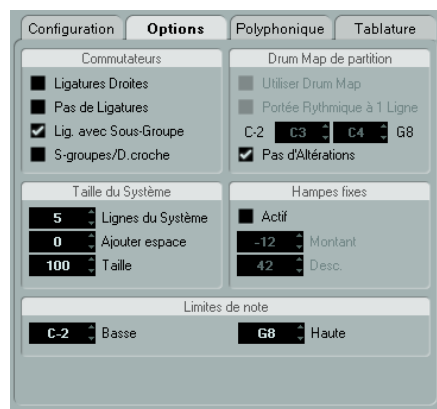 Configuration Options Polyphonique Tablature
Commutateurs
Ligatures Droites
Pas de Ligatures
Lig. avec Sous-Groupe
S-groupes/D.croche
Drum Map de partition
Utiliser Drum Map
Portée Rythmique à 1 Ligne
C-2 C3 C4 G8
Pas d'Altérations
Taille du Système
5 Lignes du Système
0 Ajouter espace
100 Taille
Hampes fixes
Actif
-12 Montant
42 Desc.
Limites de note
C-2 Basse
G8 Haute